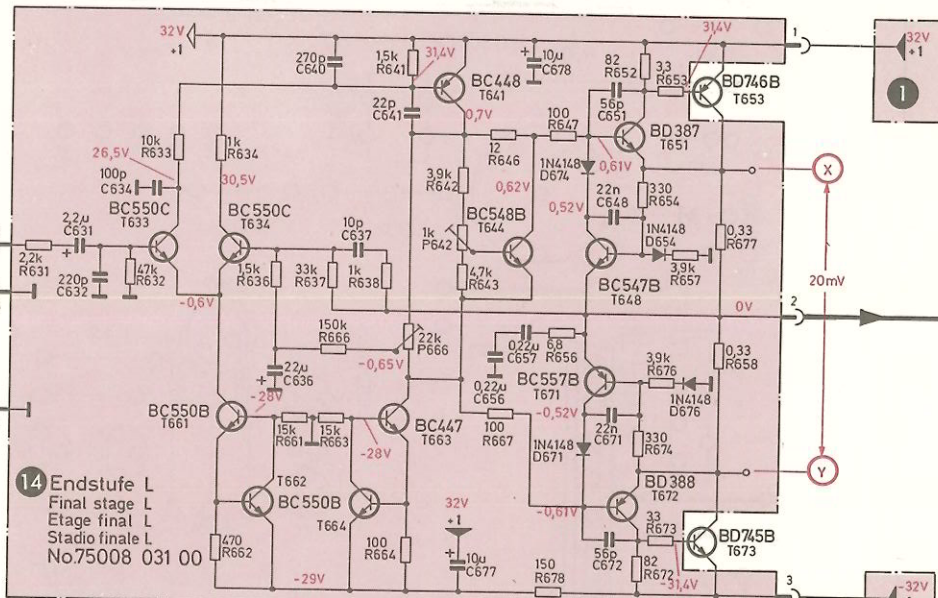 32V
+1
270p
C640
1,5k
R641
31,4V
BC448
T641
22p
C641
0,7V
10µ
C678
82
R652
3,3
R653
31,4V
BD746B
T653
1
32V
+1
1
10k
R633
26,5V
1k
R634
100p
C634
30,5V
BC550C
T633
BC550C
T634
2,2µ
C631
2,2k
R631
220p
C632
47k
R632
-0,6V
1,5k
R636
33k
R637
10p
C637
1k
R638
3,9k
R642
1k
P642
4,7k
R643
12
R646
0,62V
BC548B
T644
100
R647
56p
C651
BD387
T651
0,61V
1N4148
D674
0,52V
22n
C648
330
R654
1N4148
D654
3,9k
R657
BC547B
T648
0,33
R677
X
20mV
0V
2
150k
R666
22k
P666
-0,65V
22µ
C636
0,22µ
C657
6,8
R656
0,22µ
C656
BC557B
T671
3,9k
R676
1N4148
D676
0,33
R658
-0,52V
22n
C671
330
R674
1N4148
D671
100
R667
Y
BC550B
T661
-28V
15k
R661
15k
R663
-28V
BC447
T663
T662
BC550B
T664
470
R662
100
R664
-29V
32V
+1
10µ
C677
-0,61V
BD388
T672
56p
C672
33
R673
82
R672
-31,4V
BD745B
T673
150
R678
3
-32V
14 Endstufe L
Final stage L
Etage final L
Stadio finale L
No.75008 031 00